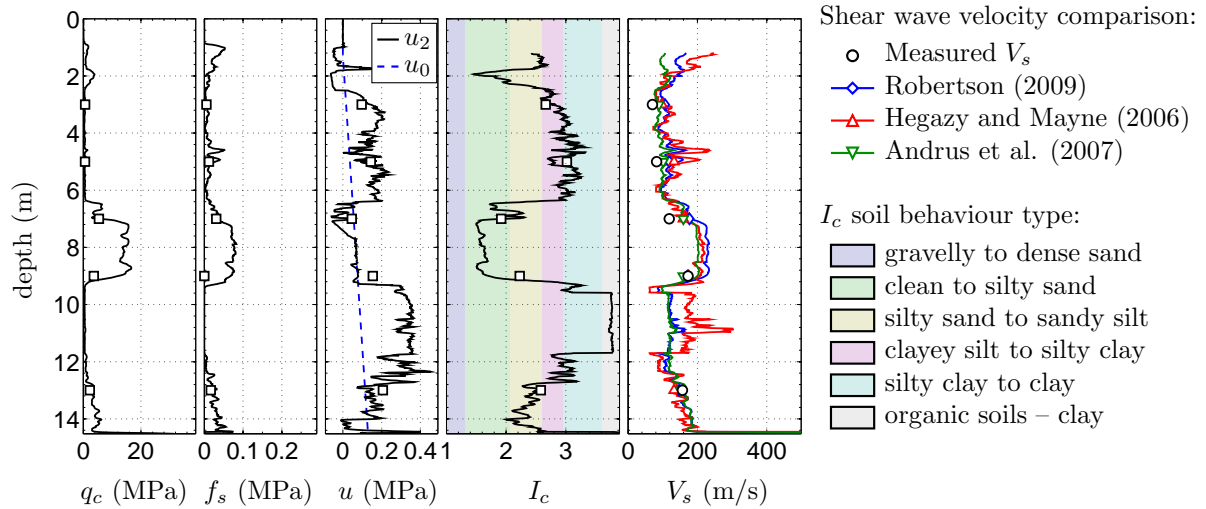 Shear wave velocity comparison:
Measured V_s
Robertson (2009)
Hegazy and Mayne (2006)
Andrus et al. (2007)
I_c soil behaviour type:
gravelly to dense sand
clean to silty sand
silty sand to sandy silt
clayey silt to silty clay
silty clay to clay
organic soils – clay
u_2
u_0
depth (m)
0
2
4
6
8
10
12
14
0 20
0 0.1 0.2
0 0.2 0.4
1 2 3
0 200 400
q_c (MPa)
f_s (MPa)
u (MPa)
I_c
V_s (m/s)